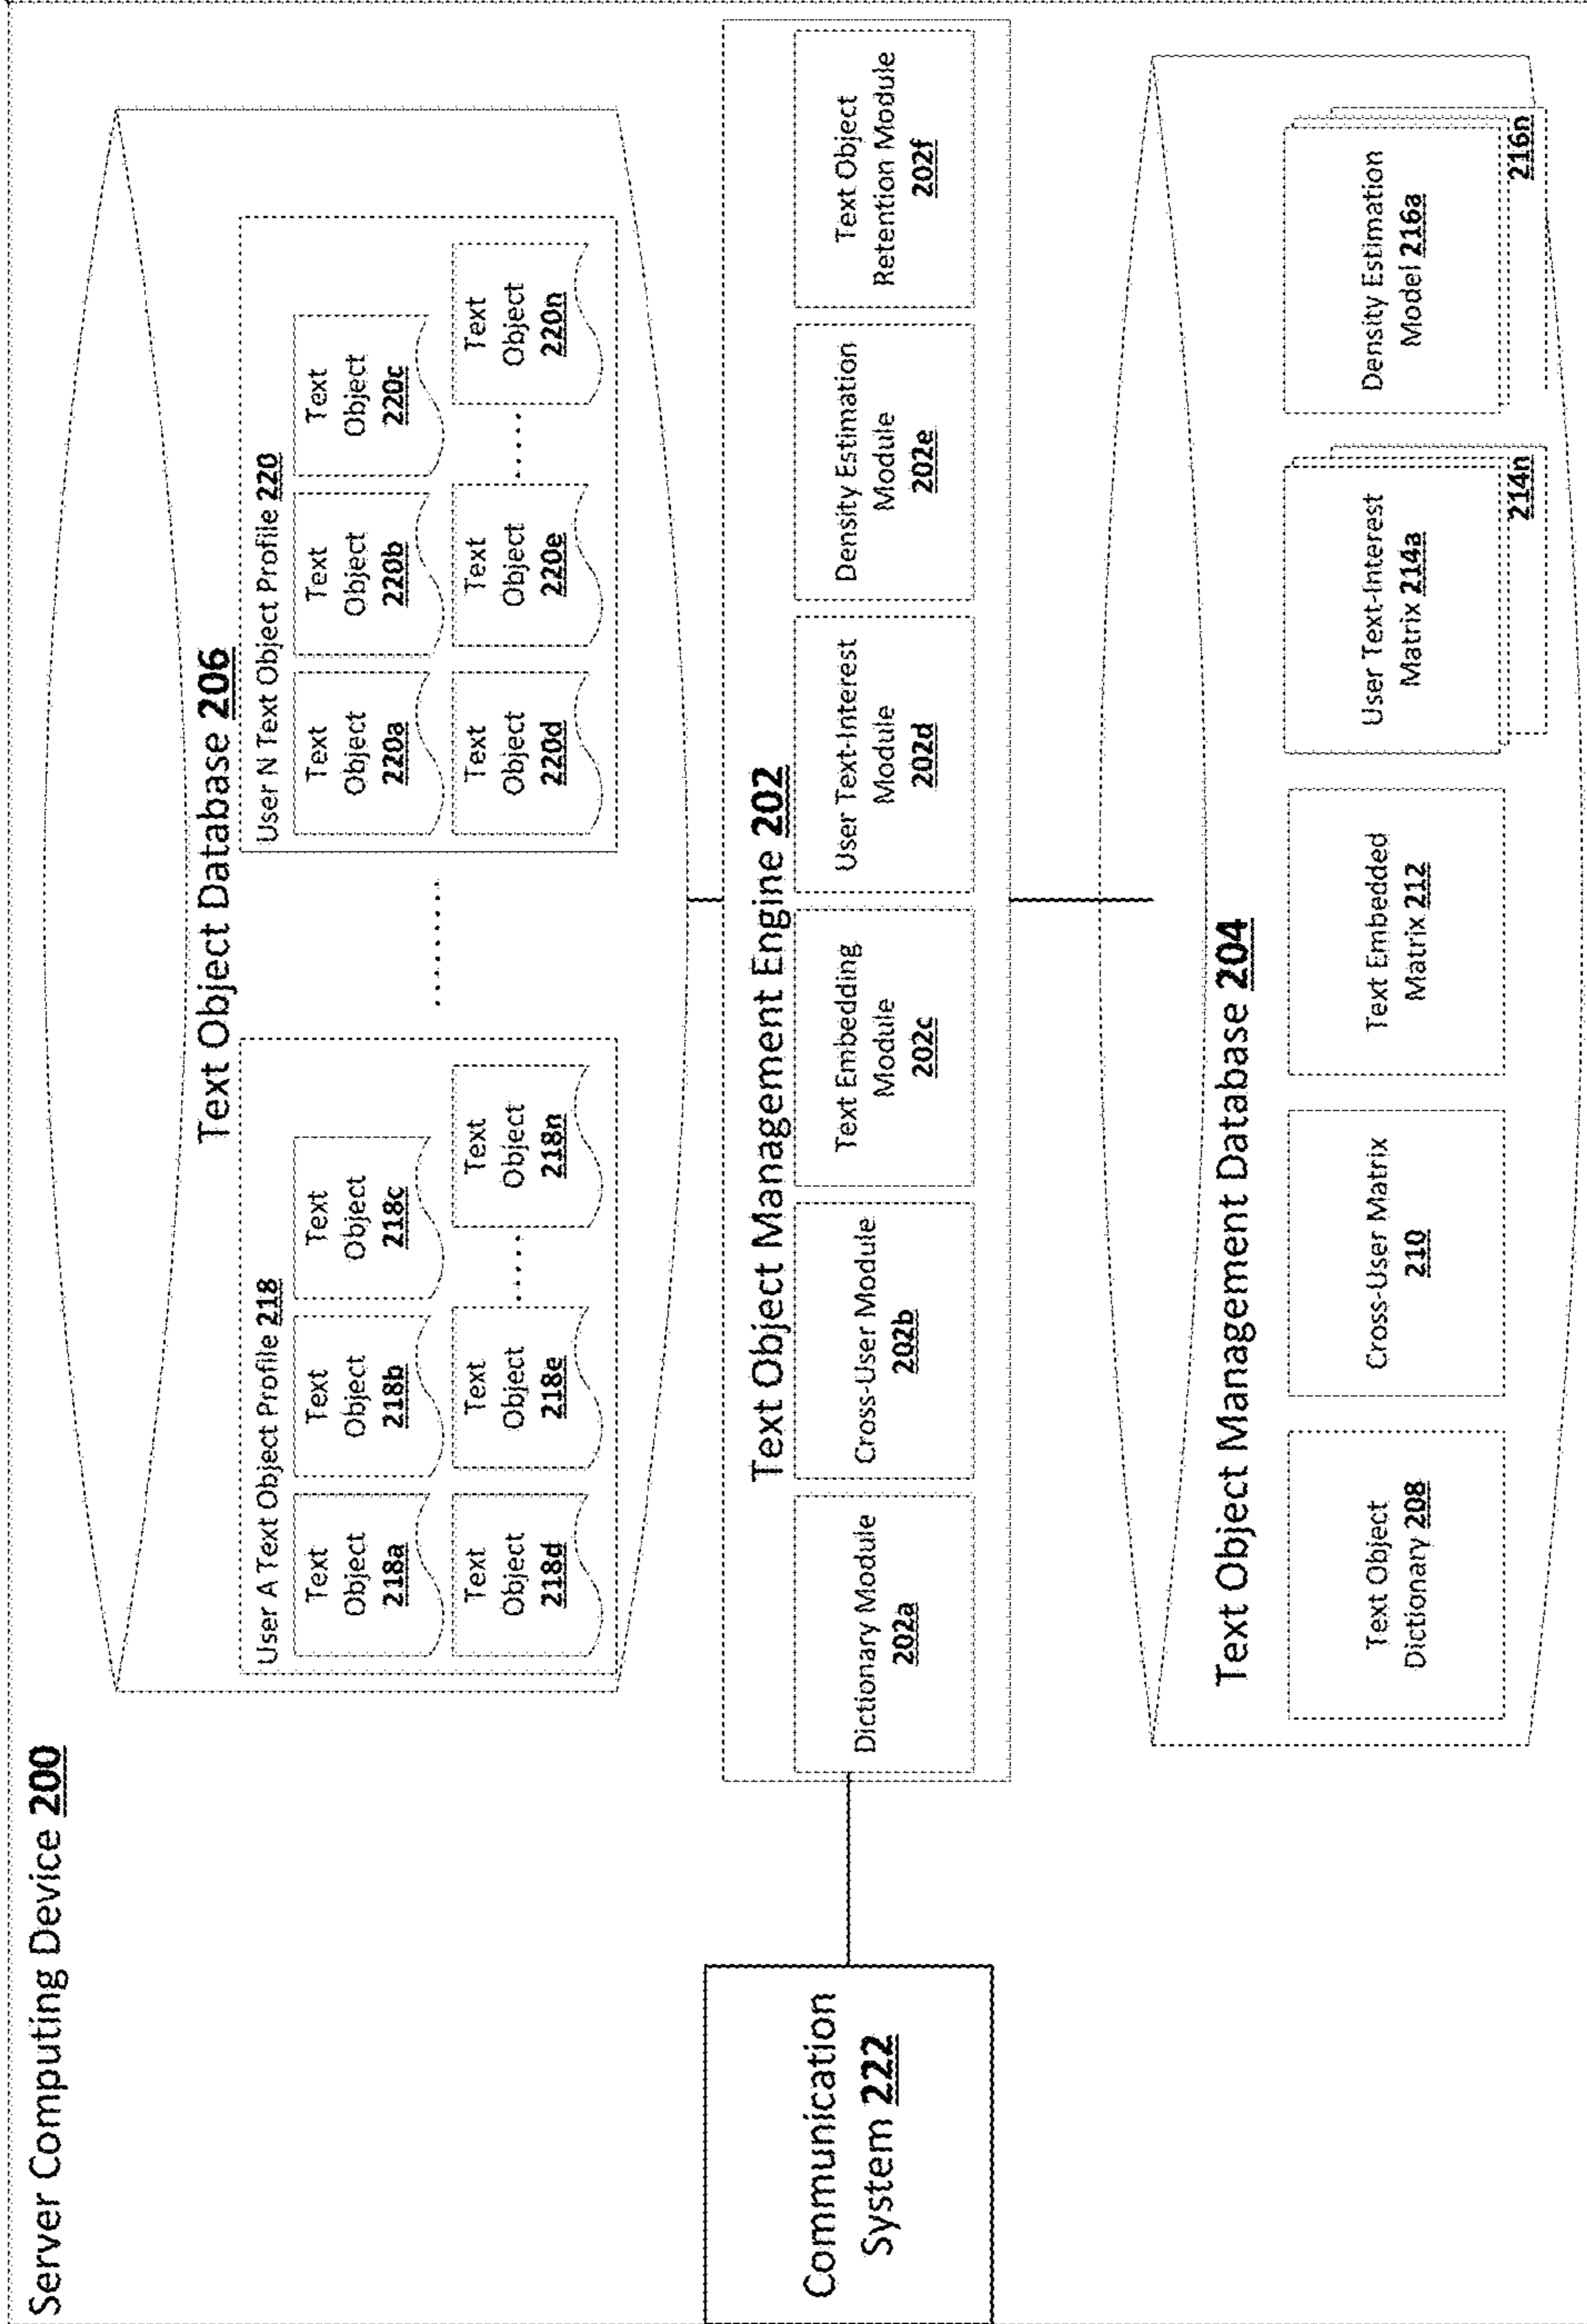 Server Computing Device 200
Text Object Database 206
User A Text Object Profile 218
Text
Object
218a
Text
Object
218b
Text
Object
218c
Text
Object
218d
Text
Object
218e
.....
Text
Object
218n
........
User N Text Object Profile 220
Text
Object
220a
Text
Object
220b
Text
Object
220c
Text
Object
220d
Text
Object
220e
.....
Text
Object
220n
Communication
System 222
Text Object Management Engine 202
Dictionary Module
202a
Cross-User Module
202b
Text Embedding
Module
202c
User Text-Interest
Module
202d
Density Estimation
Module
202e
Text Object
Retention Module
202f
Text Object Management Database 204
Text Object
Dictionary 208
Cross-User Matrix
210
Text Embedded
Matrix 212
User Text-Interest
Matrix 214a
214n
Density Estimation
Model 216a
216n